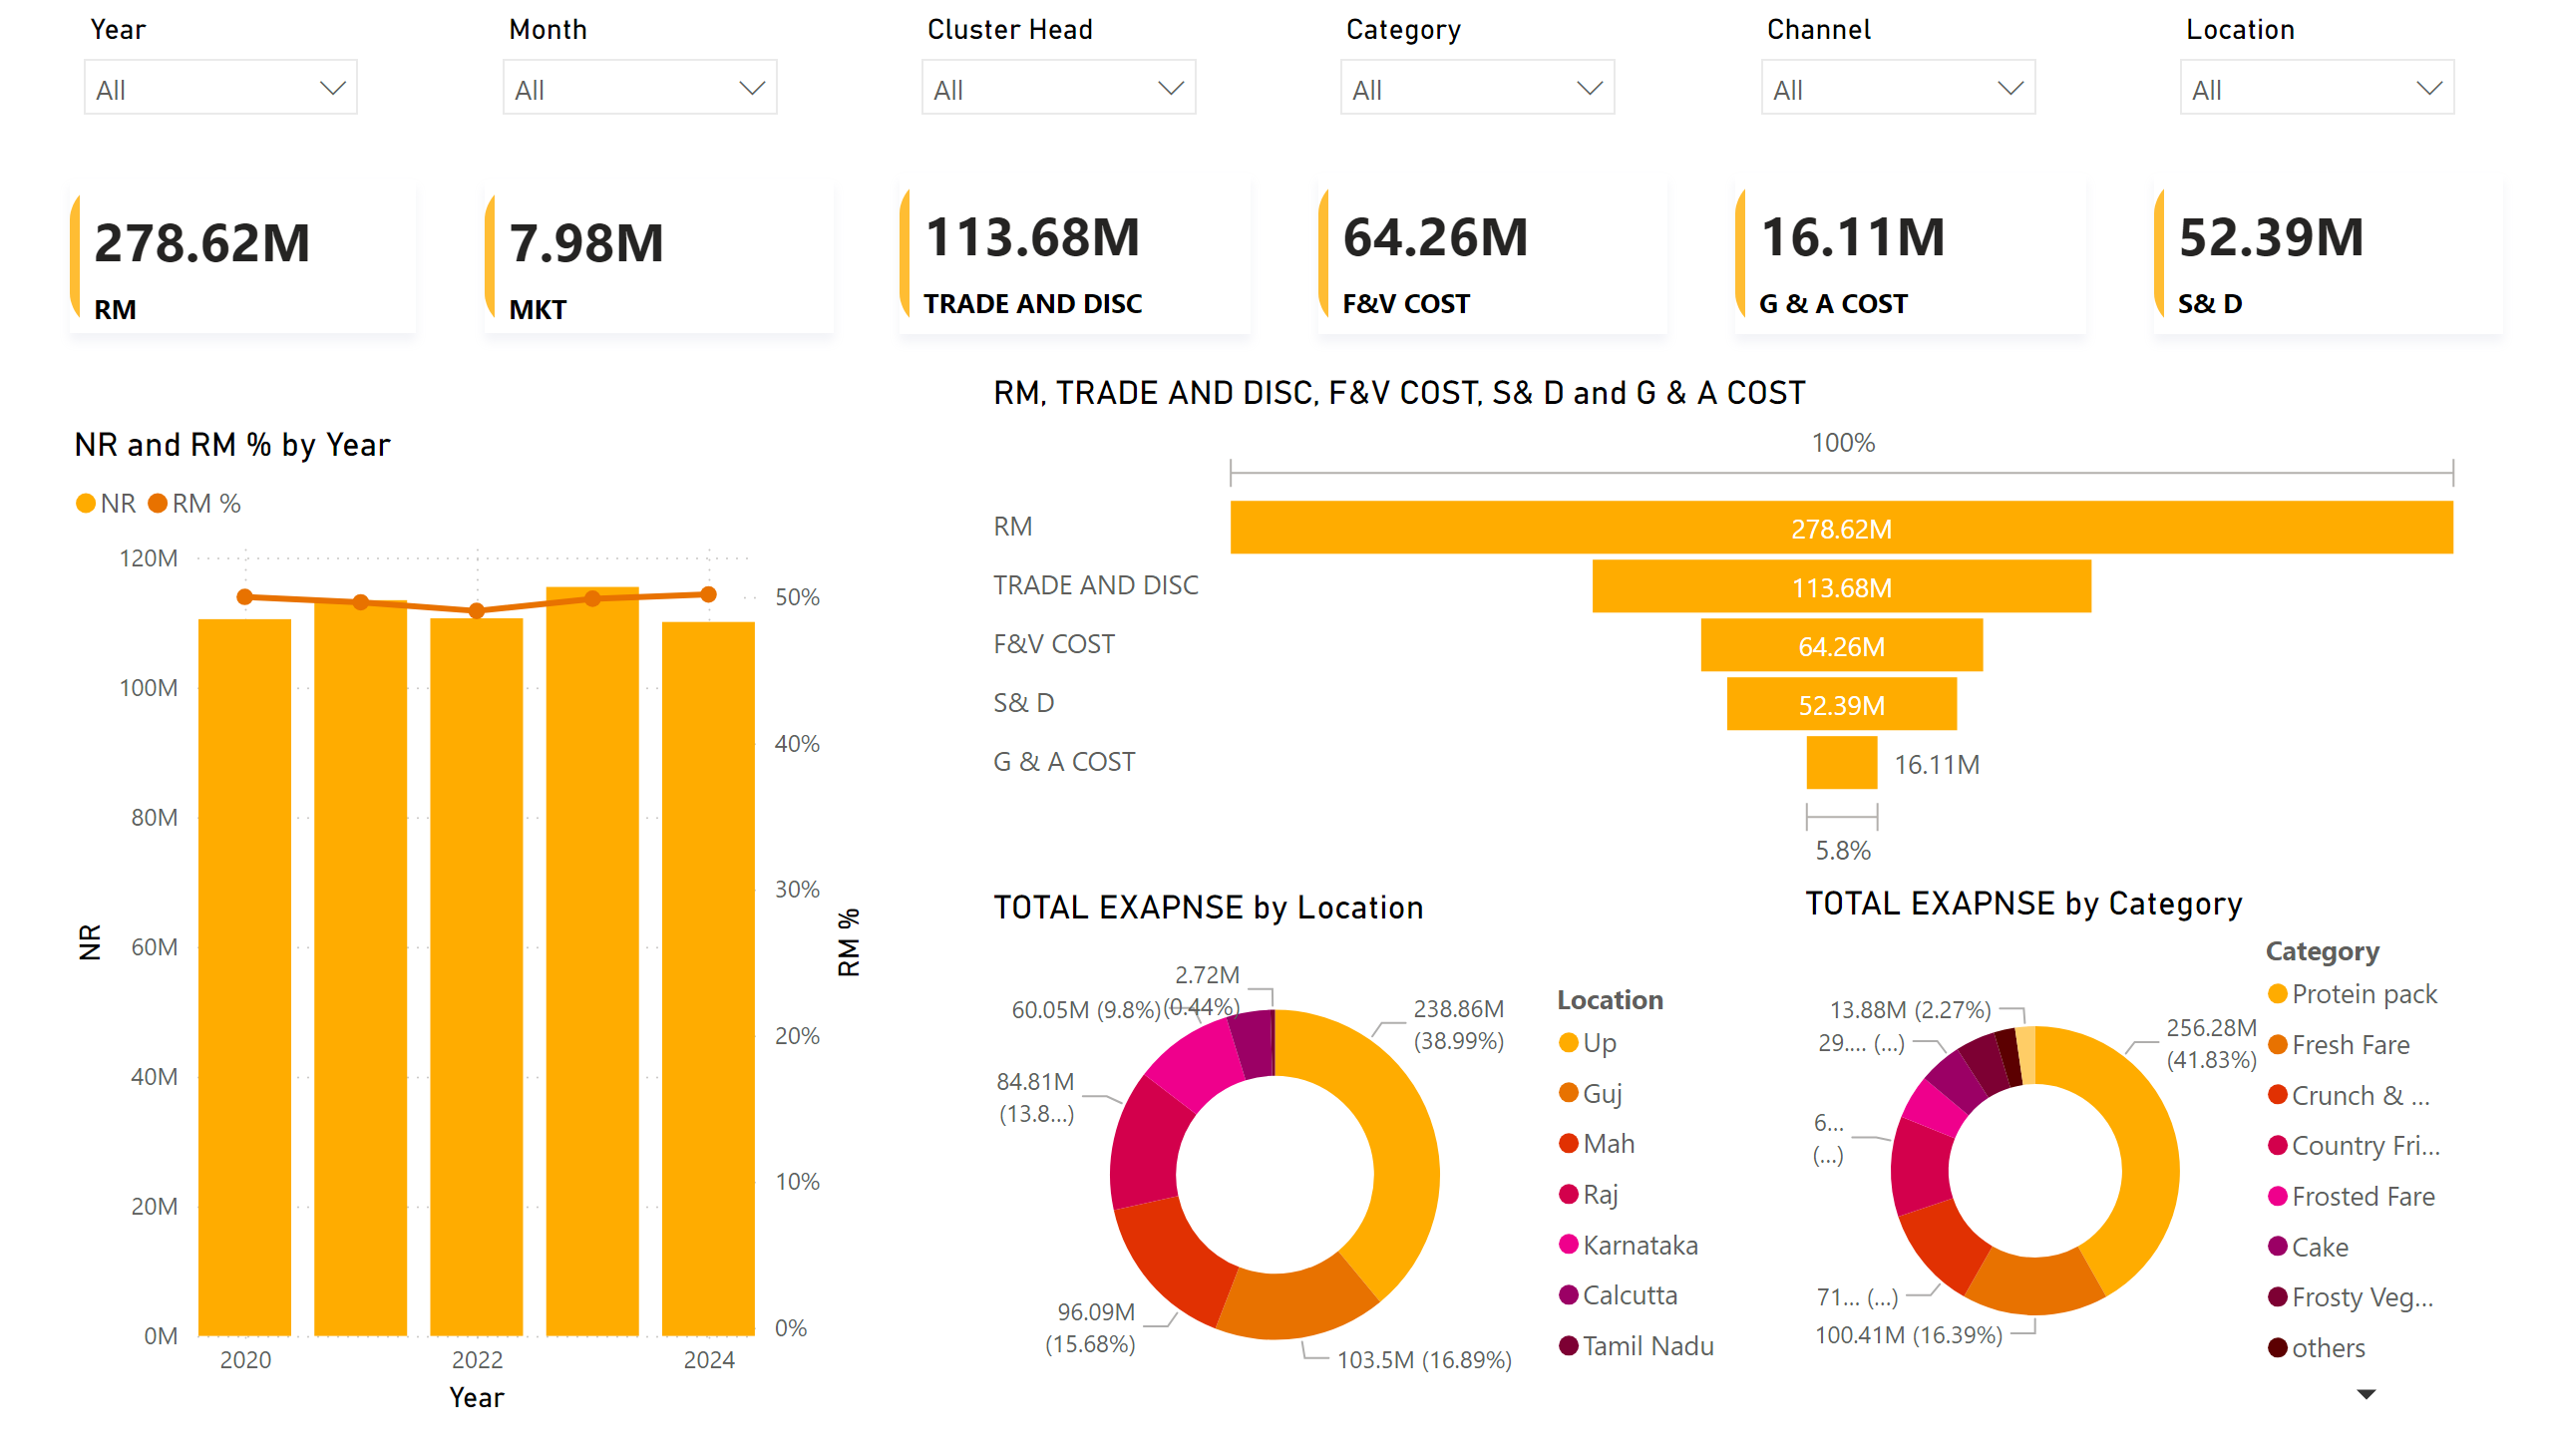 Year
All
Month
All
Cluster Head
All
Category
All
Channel
All
Location
All
278.62M
RM
7.98M
MKT
113.68M
TRADE AND DISC
64.26M
F&V COST
16.11M
G & A COST
52.39M
S& D
NR and RM % by Year
NR RM %
120M
100M
80M
60M
40M
20M
0M
NR
50%
40%
30%
20%
10%
0%
RM %
2020
2022
2024
Year
RM, TRADE AND DISC, F&V COST, S& D and G & A COST
100%
RM
278.62M
TRADE AND DISC
113.68M
F&V COST
64.26M
S& D
52.39M
G & A COST
16.11M
5.8%
TOTAL EXAPNSE by Location
2.72M
(0.44%)
60.05M (9.8%)
238.86M
(38.99%)
84.81M
(13.8...)
96.09M
(15.68%)
103.5M (16.89%)
Location
Up
Guj
Mah
Raj
Karnataka
Calcutta
Tamil Nadu
TOTAL EXAPNSE by Category
13.88M (2.27%)
29.... (...)
256.28M
(41.83%)
6...
(...)
71... (...)
100.41M (16.39%)
Category
Protein pack
Fresh Fare
Crunch & ...
Country Fri...
Frosted Fare
Cake
Frosty Veg...
others